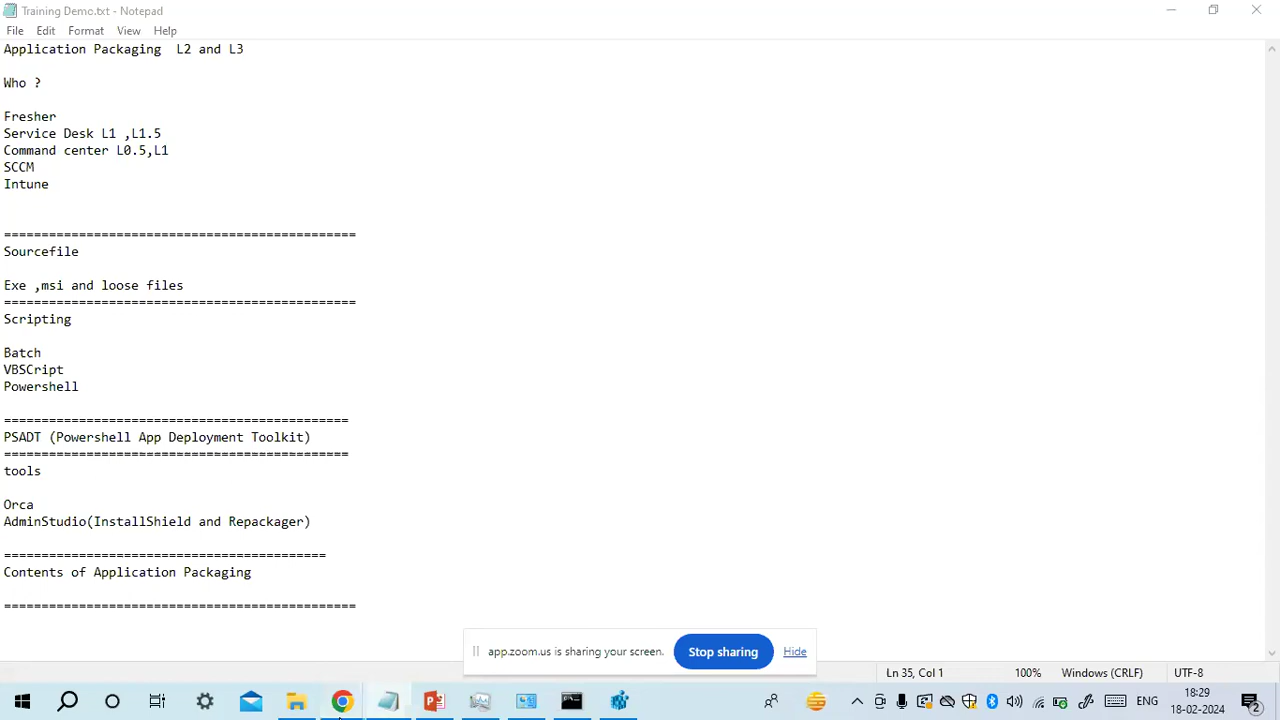 Training Demo.txt - Notepad
File Edit Format View Help
Application Packaging  L2 and L3
Who ?
Fresher
Service Desk L1 ,L1.5
Command center L0.5,L1
SCCM
Intune
===============================================
Sourcefile
Exe ,msi and loose files
===============================================
Scripting
Batch
VBSCript
Powershell
==============================================
PSADT (Powershell App Deployment Toolkit)
==============================================
tools
Orca
AdminStudio(InstallShield and Repackager)
===========================================
Contents of Application Packaging
===============================================
app.zoom.us is sharing your screen. Stop sharing Hide
Ln 35, Col 1 100% Windows (CRLF) UTF-8
ENG 18:29
18-02-2024 2